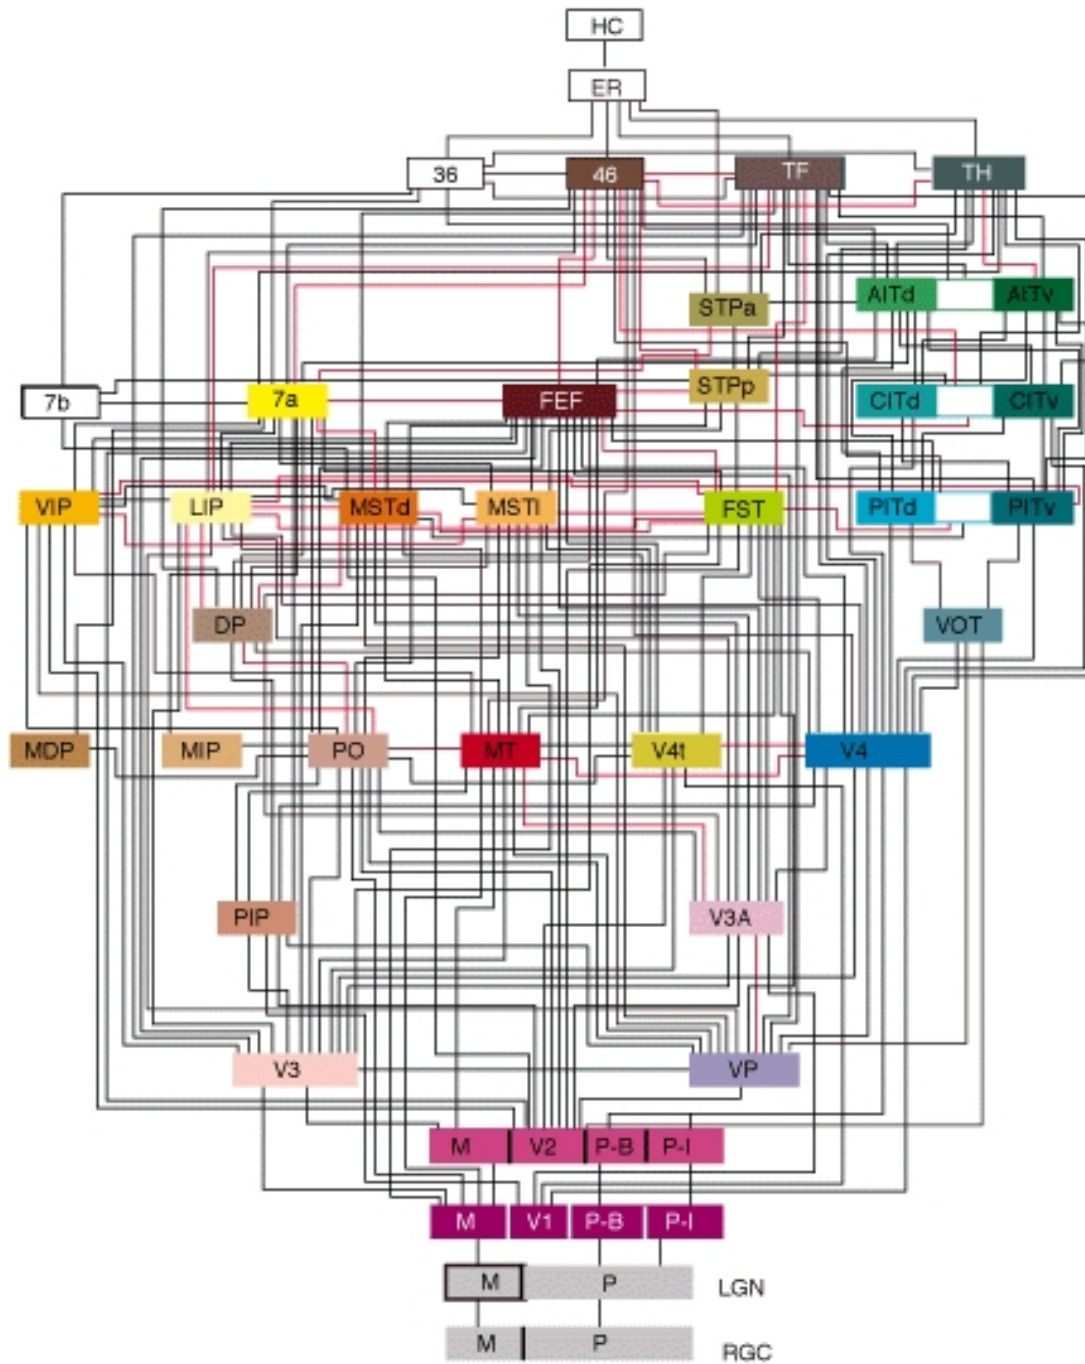 HC
ER
36 46 TF TH
STPa AITd AITv
7b 7a FEF STPp CITd CITv
VIP LIP MSTd MSTl FST PITd PITv
DP VOT
MDP MIP PO MT V4t V4
PIP V3A
V3 VP
M V2 P-B P-I
M V1 P-B P-I
M P LGN
M P RGC